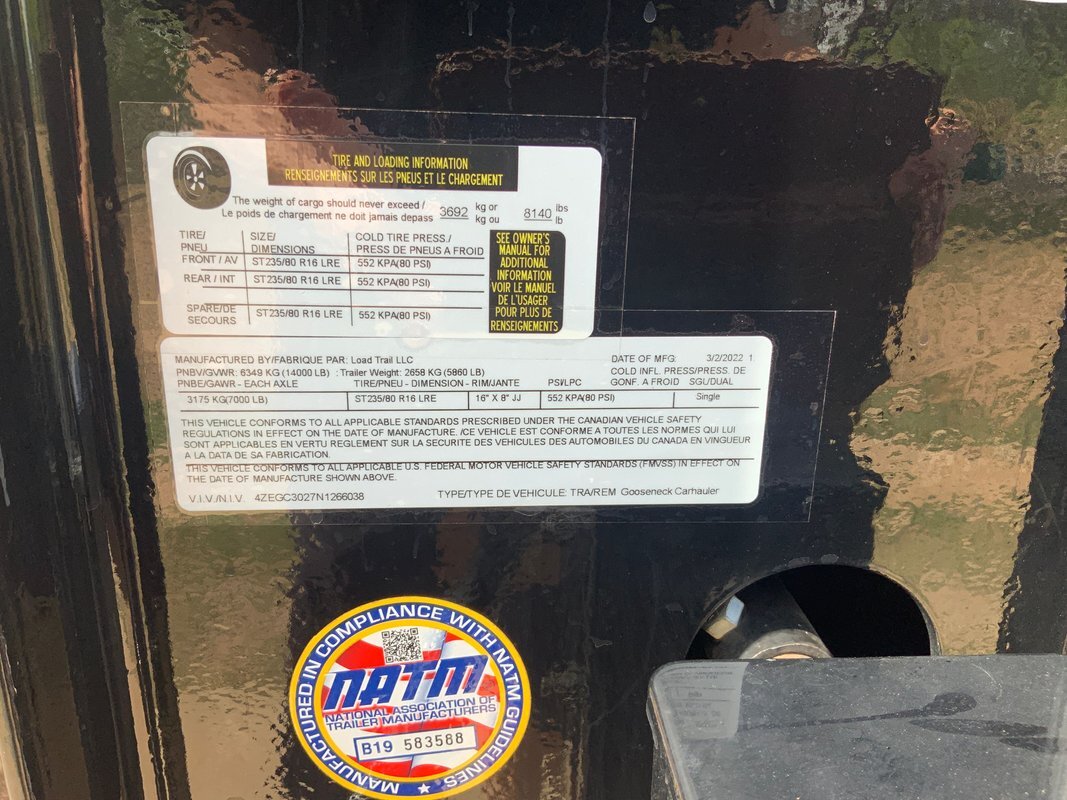 TIRE AND LOADING INFORMATION
RENSEIGNEMENTS SUR LES PNEUS ET LE CHARGEMENT
The weight of cargo should never exceed / 3692 kg or 8140 lbs
Le poids de chargement ne doit jamais depass kg ou lb
TIRE/ SIZE/ COLD TIRE PRESS./
PNEU DIMENSIONS PRESS DE PNEUS A FROID
FRONT / AV ST235/80 R16 LRE 552 KPA(80 PSI)
REAR / INT ST235/80 R16 LRE 552 KPA(80 PSI)
SPARE/DE SECOURS ST235/80 R16 LRE 552 KPA(80 PSI)
SEE OWNER'S
MANUAL FOR
ADDITIONAL
INFORMATION
VOIR LE MANUEL
DE L'USAGER
POUR PLUS DE
RENSEIGNEMENTS
MANUFACTURED BY/FABRIQUE PAR: Load Trail LLC DATE OF MFG: 3/2/2022 1.
PNBV/GVWR: 6349 KG (14000 LB) : Trailer Weight: 2658 KG (5860 LB) COLD INFL. PRESS/PRESS. DE
PNBE/GAWR - EACH AXLE TIRE/PNEU - DIMENSION - RIM/JANTE PSI/LPC GONF. A FROID SGL/DUAL
3175 KG(7000 LB) ST235/80 R16 LRE 16" X 8" JJ 552 KPA(80 PSI) Single
THIS VEHICLE CONFORMS TO ALL APPLICABLE STANDARDS PRESCRIBED UNDER THE CANADIAN VEHICLE SAFETY
REGULATIONS IN EFFECT ON THE DATE OF MANUFACTURE. /CE VEHICLE EST CONFORME A TOUTES LES NORMES QUI LUI
SONT APPLICABLES EN VERTU REGLEMENT SUR LA SECURITE DES VEHICULES DES AUTOMOBILES DU CANADA EN VINGUEUR
A LA DATA DE SA FABRICATION.
THIS VEHICLE CONFORMS TO ALL APPLICABLE U.S. FEDERAL MOTOR VEHICLE SAFETY STANDARDS (FMVSS) IN EFFECT ON
THE DATE OF MANUFACTURE SHOWN ABOVE.
V.I.V./N.I.V. 4ZEGC3027N1266038 TYPE/TYPE DE VEHICULE: TRA/REM Gooseneck Carhauler
MANUFACTURED IN COMPLIANCE WITH NATM GUIDELINES
NATM
NATIONAL ASSOCIATION OF
TRAILER MANUFACTURERS
B19 583588